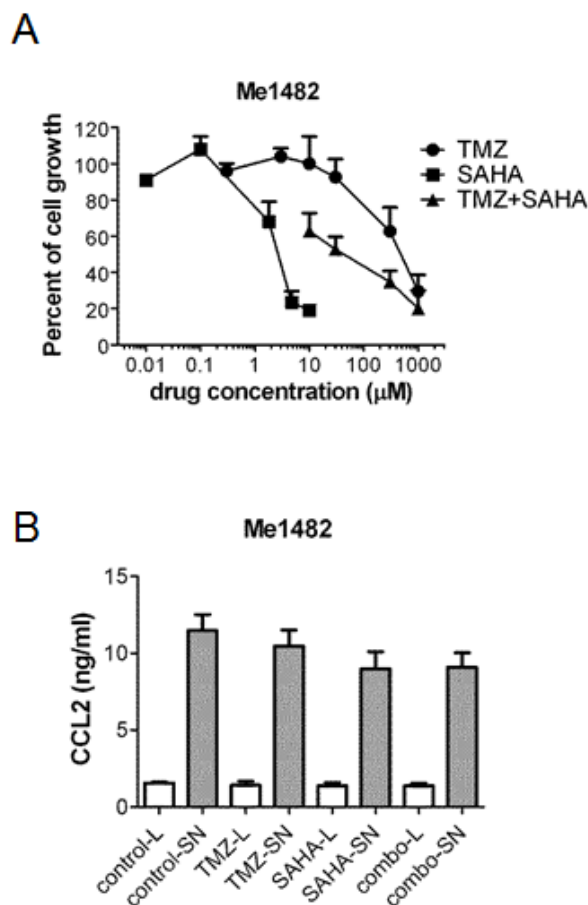 A
Me1482
Percent of cell growth
120
100
80
60
40
20
0
0.01 0.1 1 10 100 1000
drug concentration (μM)
TMZ
SAHA
TMZ+SAHA
B
Me1482
CCL2 (ng/ml)
15
10
5
0
control-L
control-SN
TMZ-L
TMZ-SN
SAHA-L
SAHA-SN
combo-L
combo-SN